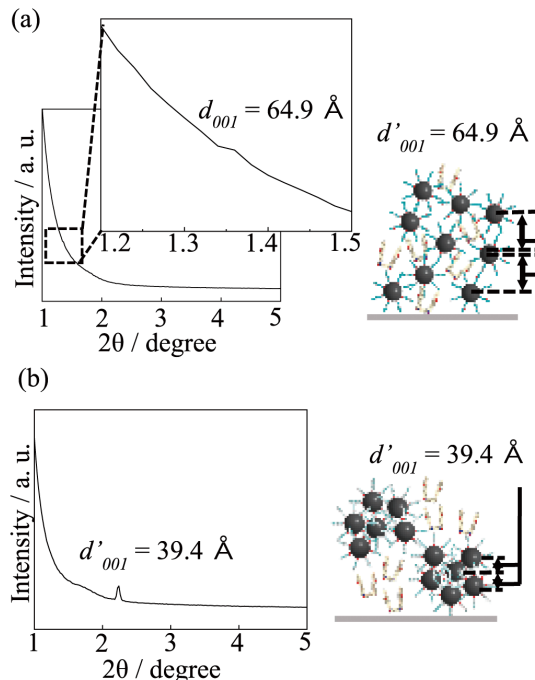 (a)
d001 = 64.9 Å
1.2 1.3 1.4 1.5
Intensity / a. u.
1 2 3 4 5
2θ / degree
d'001 = 64.9 Å
(b)
d'001 = 39.4 Å
Intensity / a. u.
1 2 3 4 5
2θ / degree
d'001 = 39.4 Å